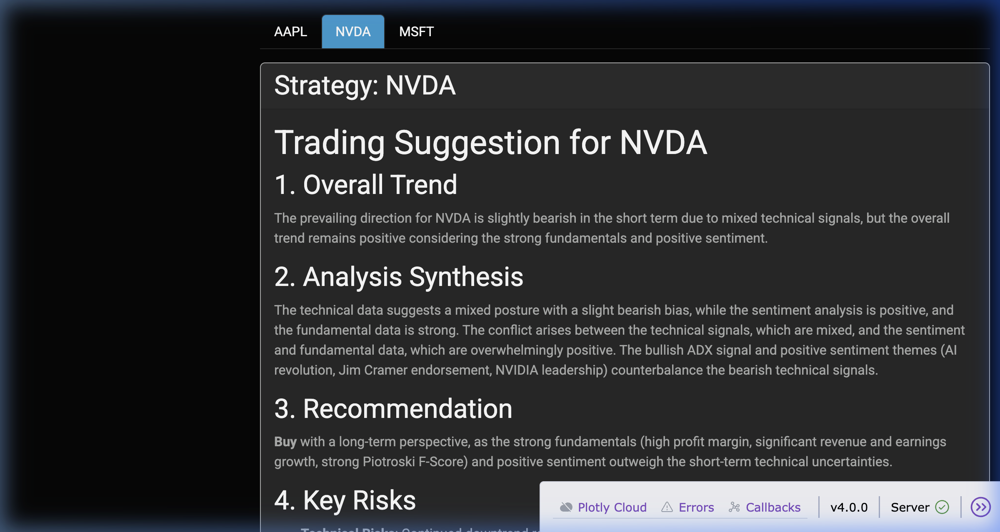 AAPL NVDA MSFT
Strategy: NVDA
Trading Suggestion for NVDA
1. Overall Trend
The prevailing direction for NVDA is slightly bearish in the short term due to mixed technical signals, but the overall
trend remains positive considering the strong fundamentals and positive sentiment.
2. Analysis Synthesis
The technical data suggests a mixed posture with a slight bearish bias, while the sentiment analysis is positive, and
the fundamental data is strong. The conflict arises between the technical signals, which are mixed, and the sentiment
and fundamental data, which are overwhelmingly positive. The bullish ADX signal and positive sentiment themes (AI
revolution, Jim Cramer endorsement, NVIDIA leadership) counterbalance the bearish technical signals.
3. Recommendation
Buy with a long-term perspective, as the strong fundamentals (high profit margin, significant revenue and earnings
growth, strong Piotroski F-Score) and positive sentiment outweigh the short-term technical uncertainties.
4. Key Risks
Plotly Cloud Errors Callbacks v4.0.0 Server
Technical Risks: Continued downtrend